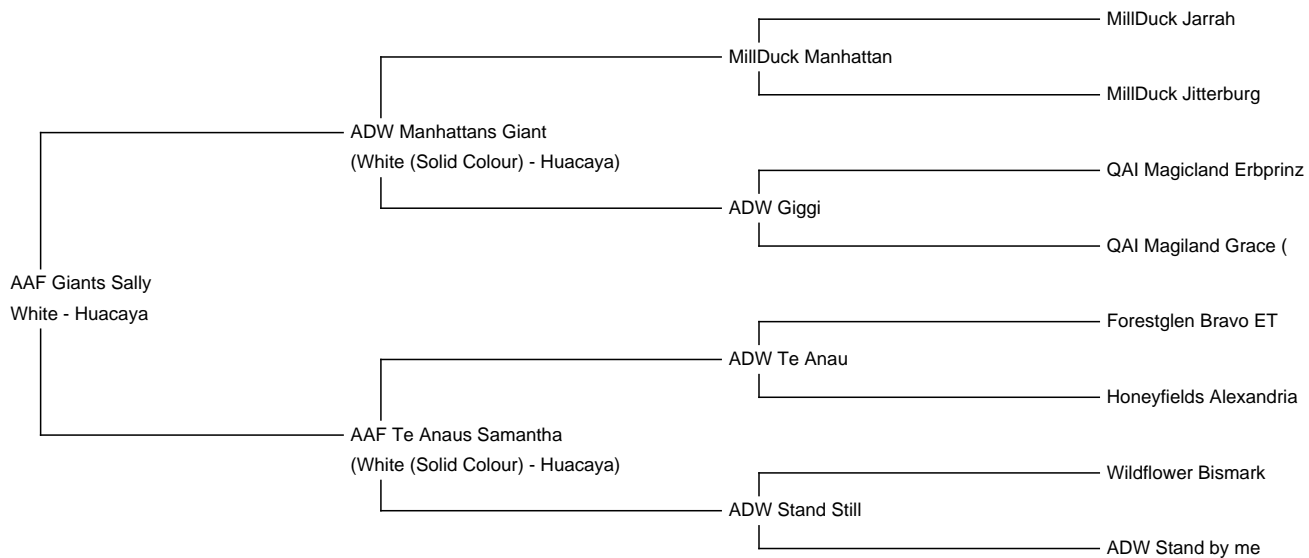 MillDuck Jarrah
MillDuck Manhattan
MillDuck Jitterburg
ADW Manhattans Giant
(White (Solid Colour) - Huacaya)
QAI Magicland Erbprinz
ADW Giggi
QAI Magiland Grace (
AAF Giants Sally
White - Huacaya
Forestglen Bravo ET
ADW Te Anau
Honeyfields Alexandria
AAF Te Anaus Samantha
(White (Solid Colour) - Huacaya)
Wildflower Bismark
ADW Stand Still
ADW Stand by me